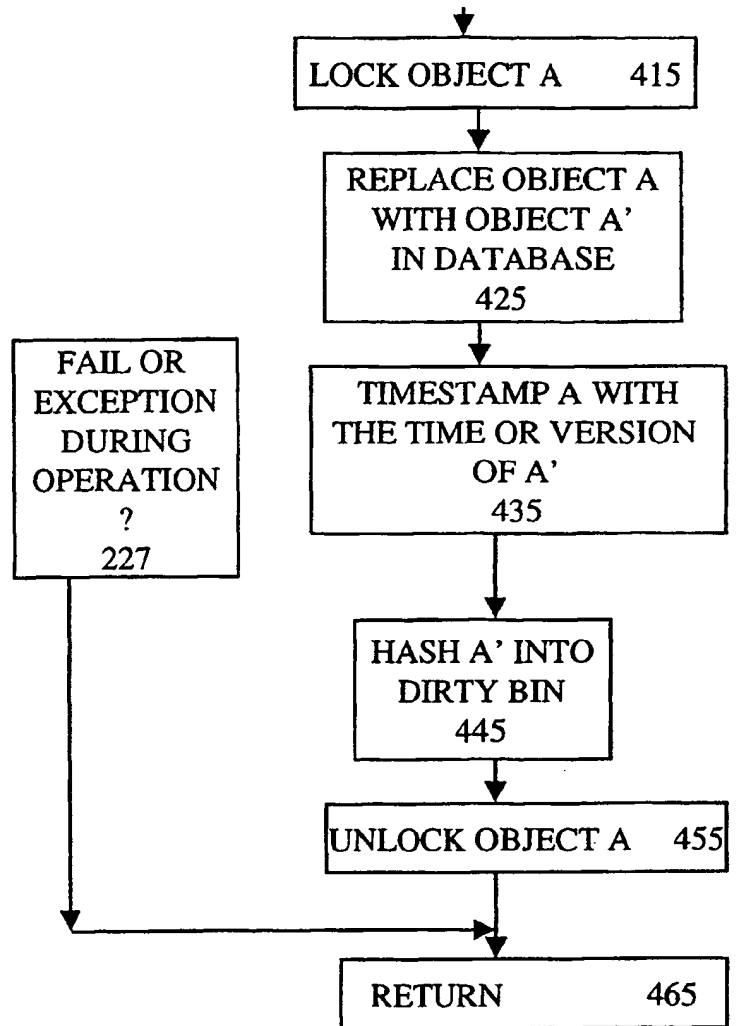 LOCK OBJECT A 415
REPLACE OBJECT A
WITH OBJECT A'
IN DATABASE
425
FAIL OR
EXCEPTION
DURING
OPERATION
?
227
TIMESTAMP A WITH
THE TIME OR VERSION
OF A'
435
HASH A' INTO
DIRTY BIN
445
UNLOCK OBJECT A 455
RETURN 465